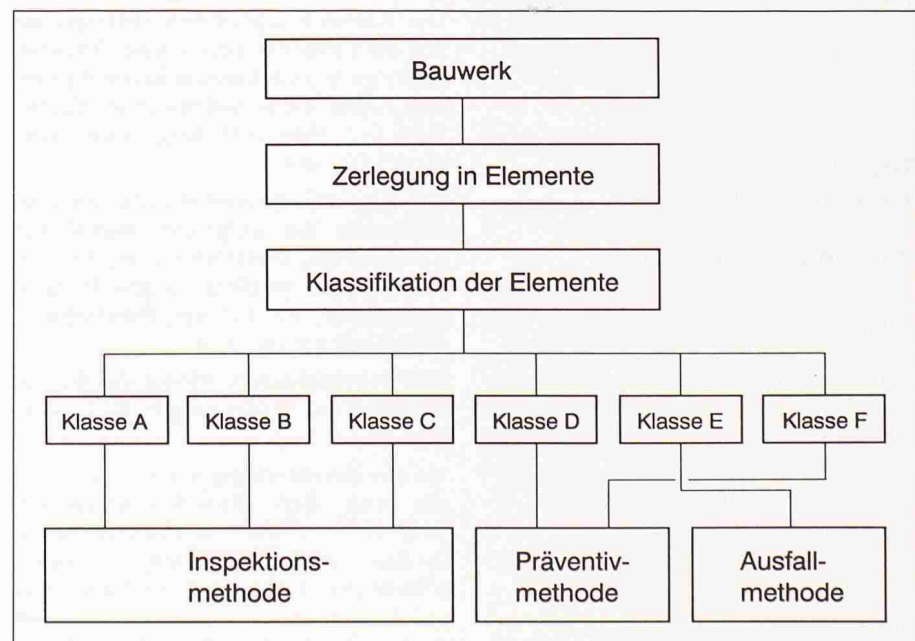 Bauwerk
Zerlegung in Elemente
Klassifikation der Elemente
Klasse A
Klasse B
Klasse C
Klasse D
Klasse E
Klasse F
Inspektions-
methode
Präventiv-
methode
Ausfall-
methode